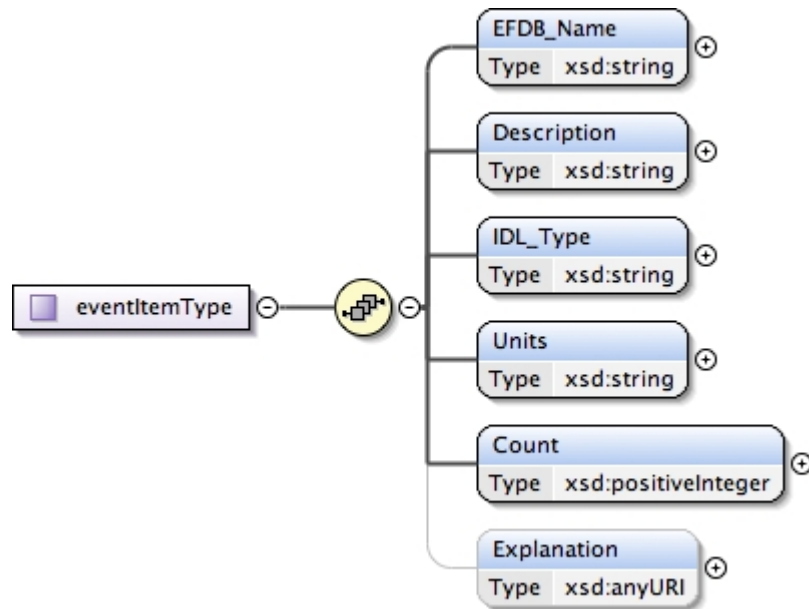 EFDB_Name
Type xsd:string
Description
Type xsd:string
IDL_Type
Type xsd:string
eventItemType
Units
Type xsd:string
Count
Type xsd:positiveInteger
Explanation
Type xsd:anyURI